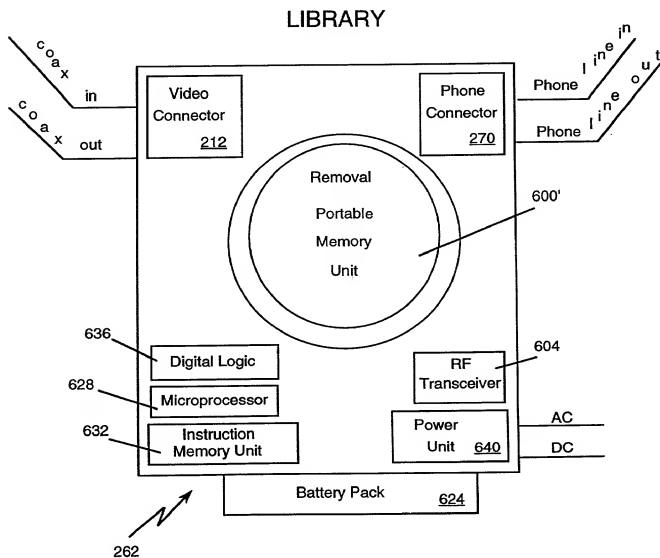 LIBRARY
coax
in
coax
out
Video
Connector
212
Phone
Connector
270
Phone line in
Phone line out
Removal
Portable
Memory
Unit
600'
636
Digital Logic
628
Microprocessor
632
Instruction
Memory Unit
604
RF
Transceiver
Power
Unit
640
AC
DC
Battery Pack
624
262